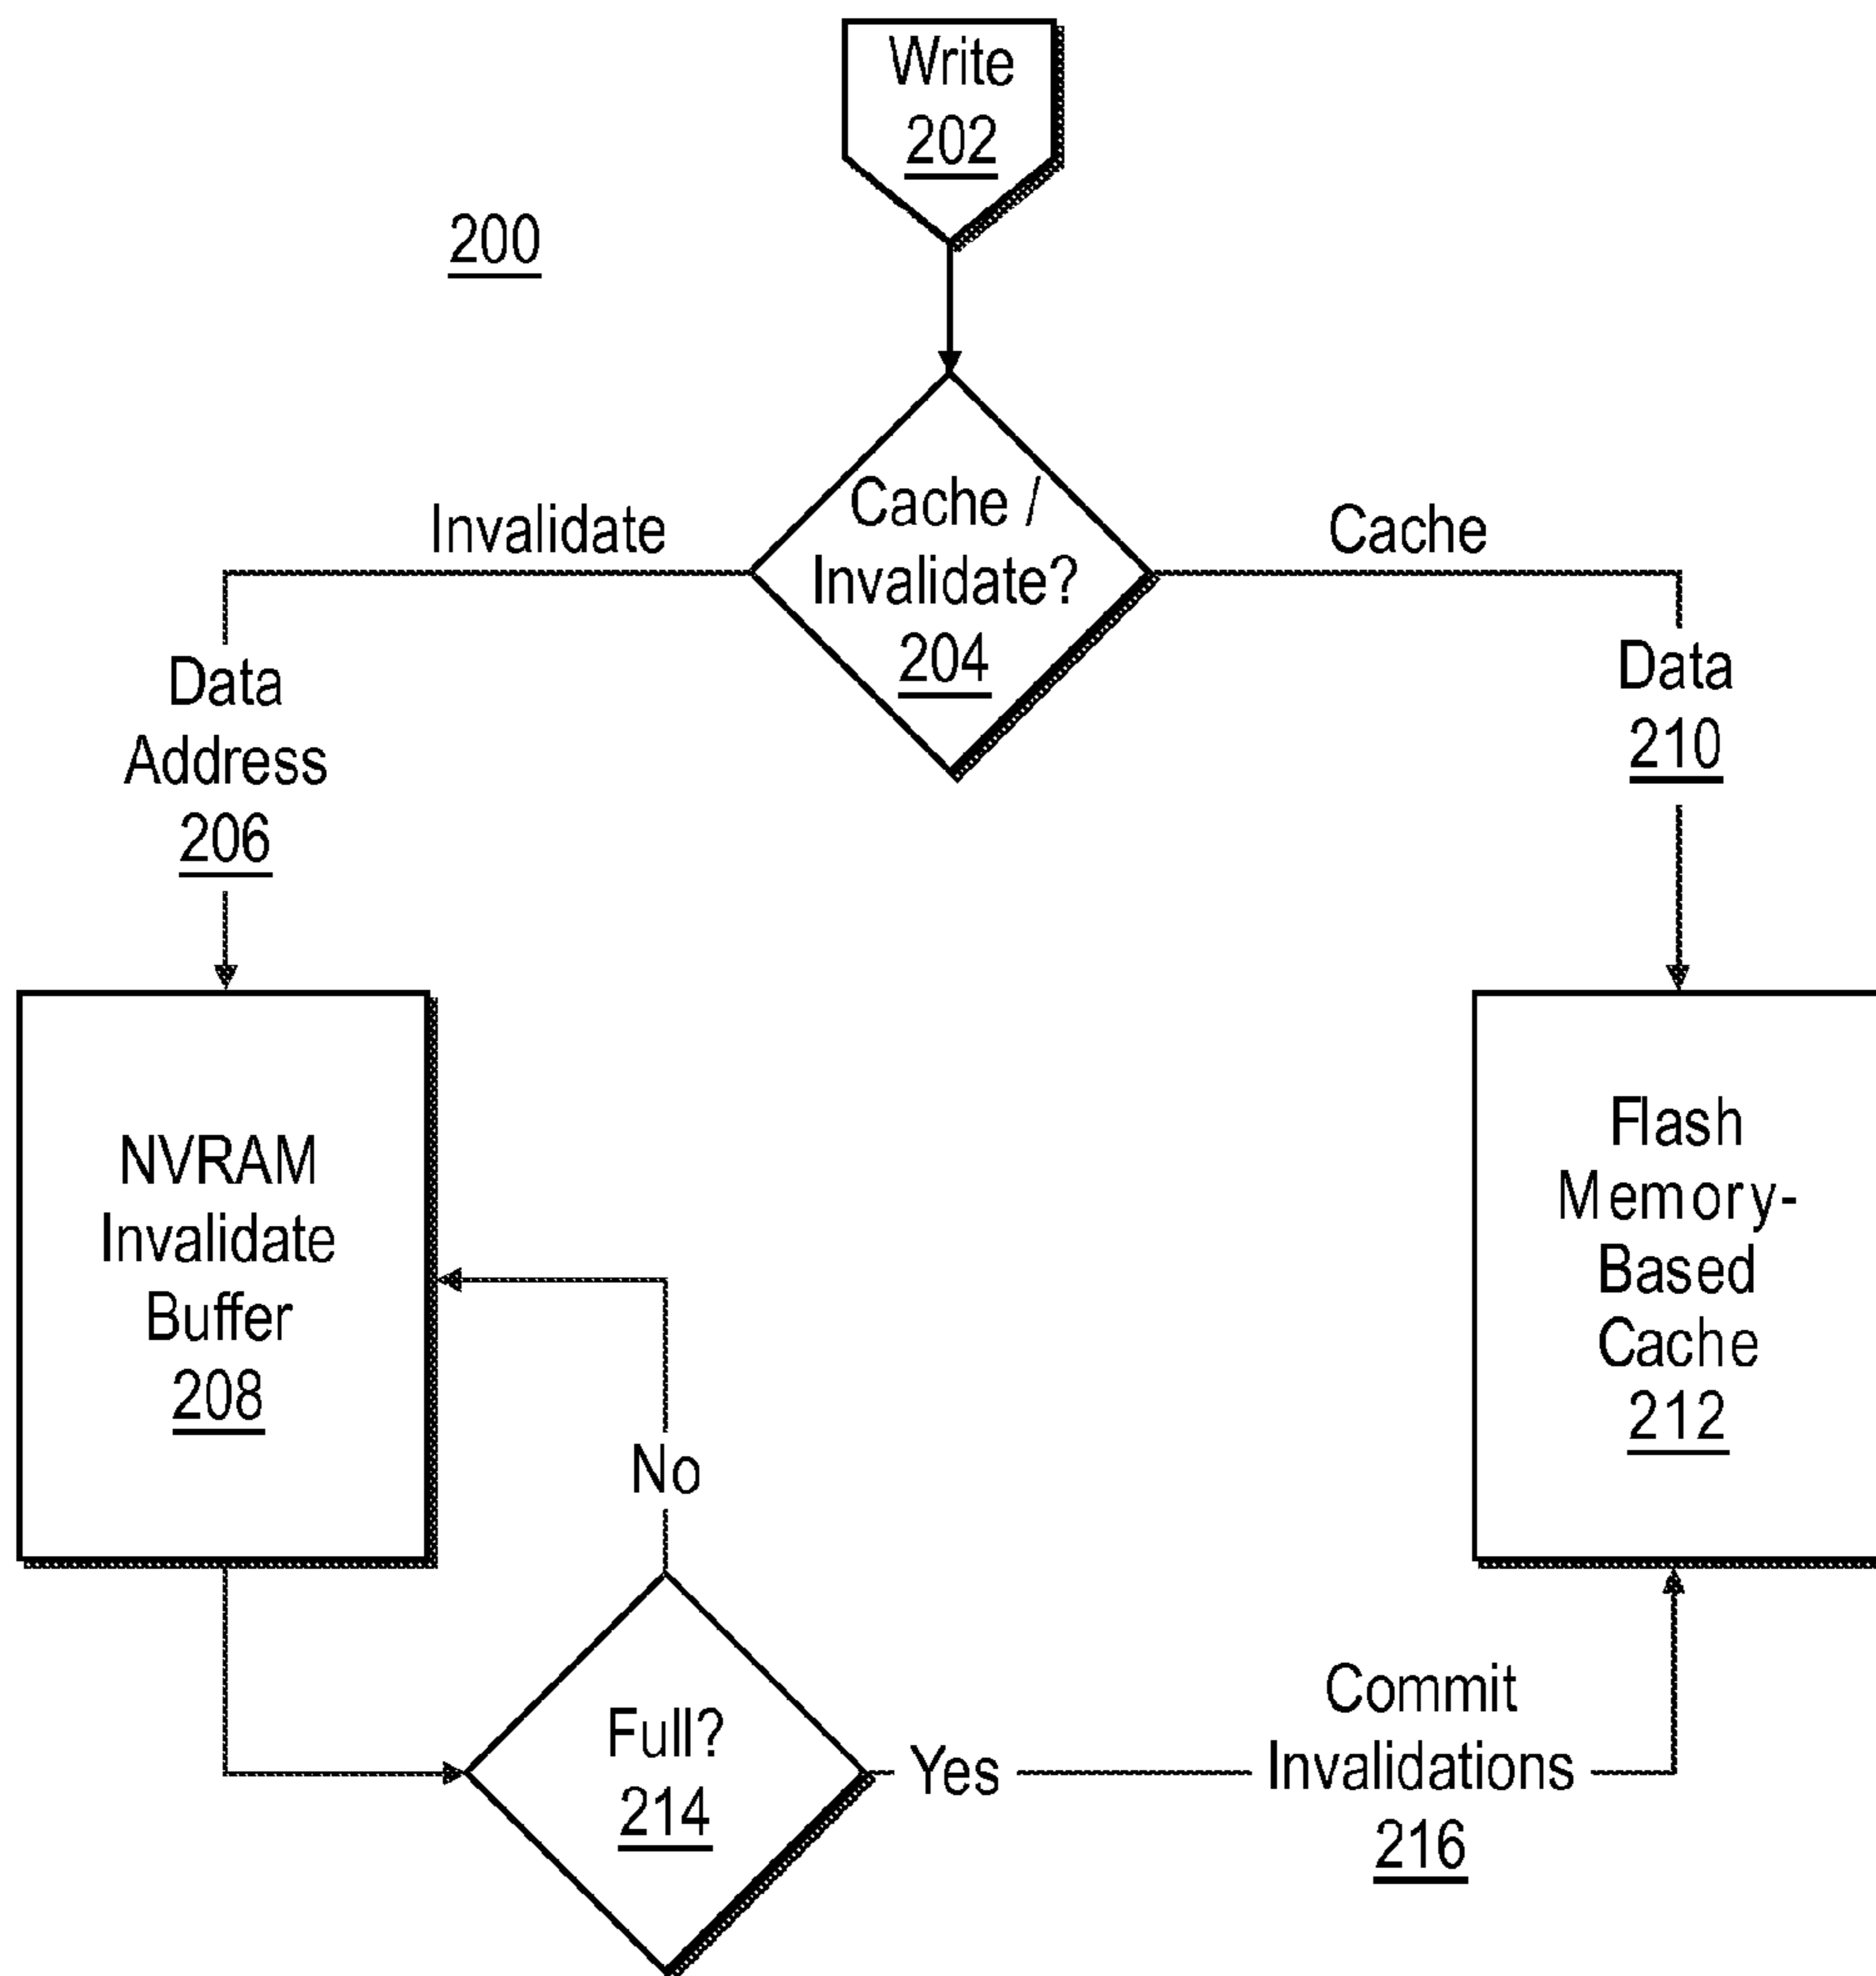 Write
202
200
Cache /
Invalidate?
204
Invalidate
Cache
Data
Address
206
Data
210
NVRAM
Invalidate
Buffer
208
Flash
Memory-
Based
Cache
212
No
Full?
214
Yes
Commit
Invalidations
216